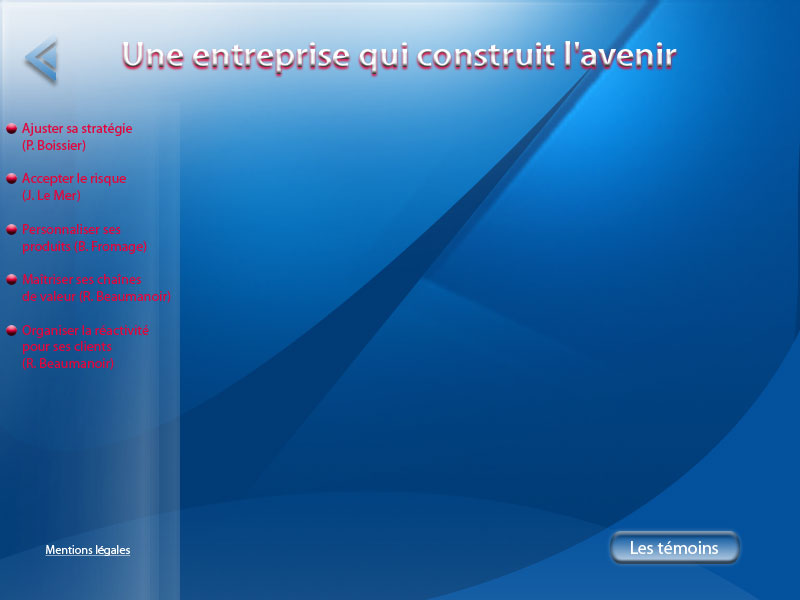 Une entreprise qui construit l'avenir
Ajuster sa stratégie
(P. Boissier)
Accepter le risque
(J. Le Mer)
Personnaliser ses
produits (R. Fromage)
Maîtriser ses chaînes
de valeur (R. Beaumanoir)
Organiser la réactivité
pour ses clients
(R. Beaumanoir)
Mentions légales
Les témoins